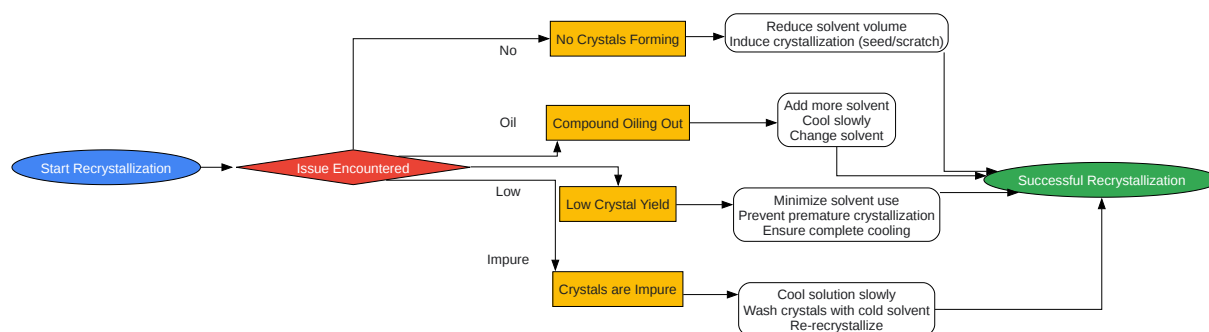 Start Recrystallization
Issue Encountered
No
No Crystals Forming
Reduce solvent volume
Induce crystallization (seed/scratch)
Oil
Compound Oiling Out
Add more solvent
Cool slowly
Change solvent
Low
Low Crystal Yield
Minimize solvent use
Prevent premature crystallization
Ensure complete cooling
Impure
Crystals are Impure
Cool solution slowly
Wash crystals with cold solvent
Re-recrystallize
Successful Recrystallization